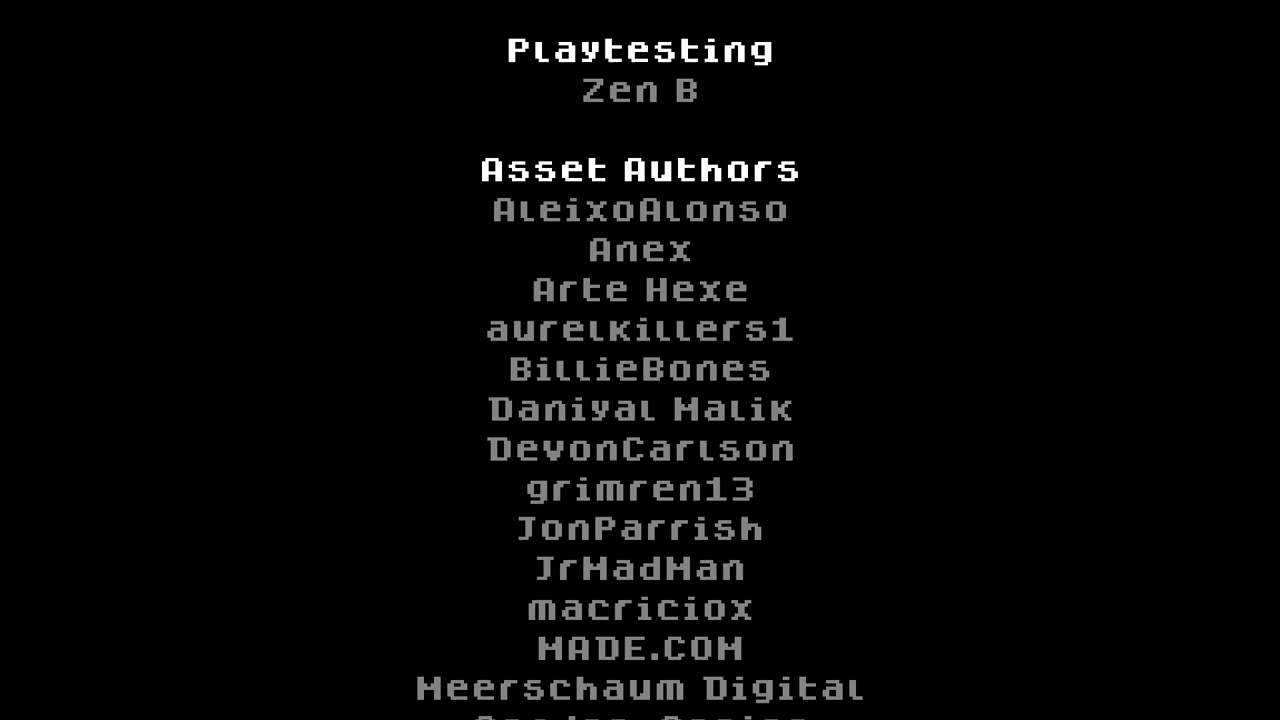 Playtesting
Zen B
Asset Authors
AleixoAlonso
Anex
Arte Hexe
aurelkillers1
BillieBones
Daniyal Malik
DevonCarlson
grimren13
JonParrish
JrMadMan
macriciox
MADE.COM
Meerschaum Digital